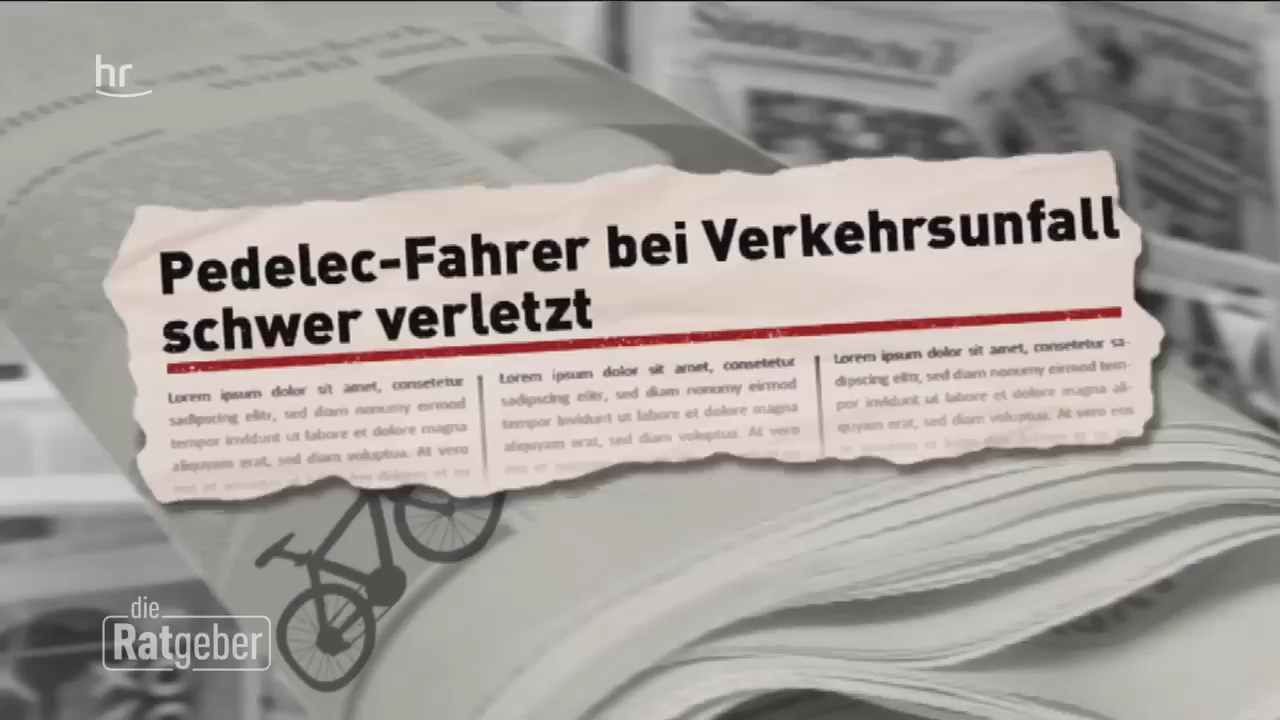 hr
Pedelec-Fahrer bei Verkehrsunfall
schwer verletzt
Lorem ipsum dolor sit amet, consetetur
sadipscing elitr, sed diam nonumy eirmod
tempor invidunt ut labore et dolore magna
aliquyam erat, sed diam voluptua. At vero
Lorem ipsum dolor sit amet, consetetur
sadipscing elitr, sed diam nonumy eirmod
tempor invidunt ut labore et dolore magna
aliquyam erat, sed diam voluptua. At vero
Lorem ipsum dolor sit amet, consetetur sa-
dipscing elitr, sed diam nonumy eirmod tem-
por invidunt ut labore et dolore magna ali-
quyam erat, sed diam voluptua. At vero eos
die
Ratgeber